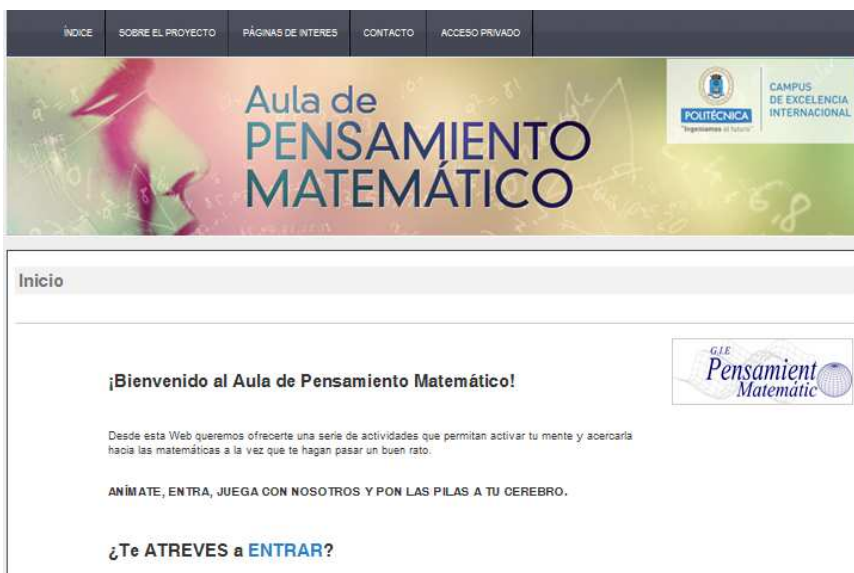 ÍNDICE SOBRE EL PROYECTO PÁGINAS DE INTERES CONTACTO ACCESO PRIVADO
Aula de
PENSAMIENTO
MATEMÁTICO
POLITÉCNICA
"Ingeniamos el futuro"
CAMPUS
DE EXCELENCIA
INTERNACIONAL
Inicio
G.I.E
Pensamient
Matemátic
¡Bienvenido al Aula de Pensamiento Matemático!
Desde esta Web queremos ofrecerte una serie de actividades que permitan activar tu mente y acercarla
hacia las matemáticas a la vez que te hagan pasar un buen rato.
ANÍMATE, ENTRA, JUEGA CON NOSOTROS Y PON LAS PILAS A TU CEREBRO.
¿Te ATREVES a ENTRAR?